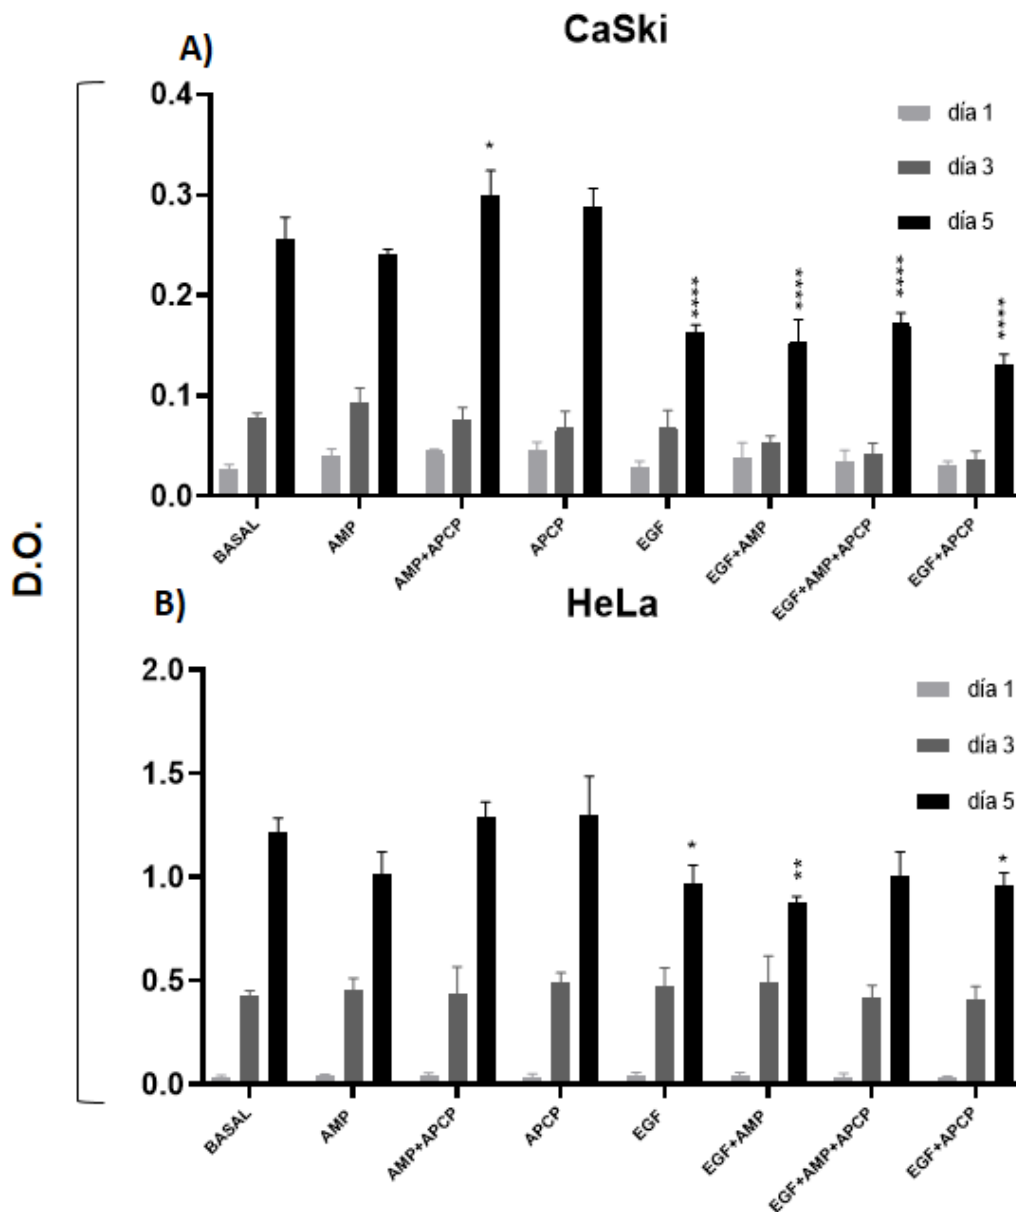 CaSki
A)
0.4
0.3
0.2
0.1
0.0
día 1
día 3
día 5
*
****
****
****
****
BASAL
AMP
AMP+APCP
APCP
EGF
EGF+AMP
EGF+AMP+APCP
EGF+APCP
D.O.
B)
HeLa
2.0
1.5
1.0
0.5
0.0
día 1
día 3
día 5
*
**
*
BASAL
AMP
AMP+APCP
APCP
EGF
EGF+AMP
EGF+AMP+APCP
EGF+APCP